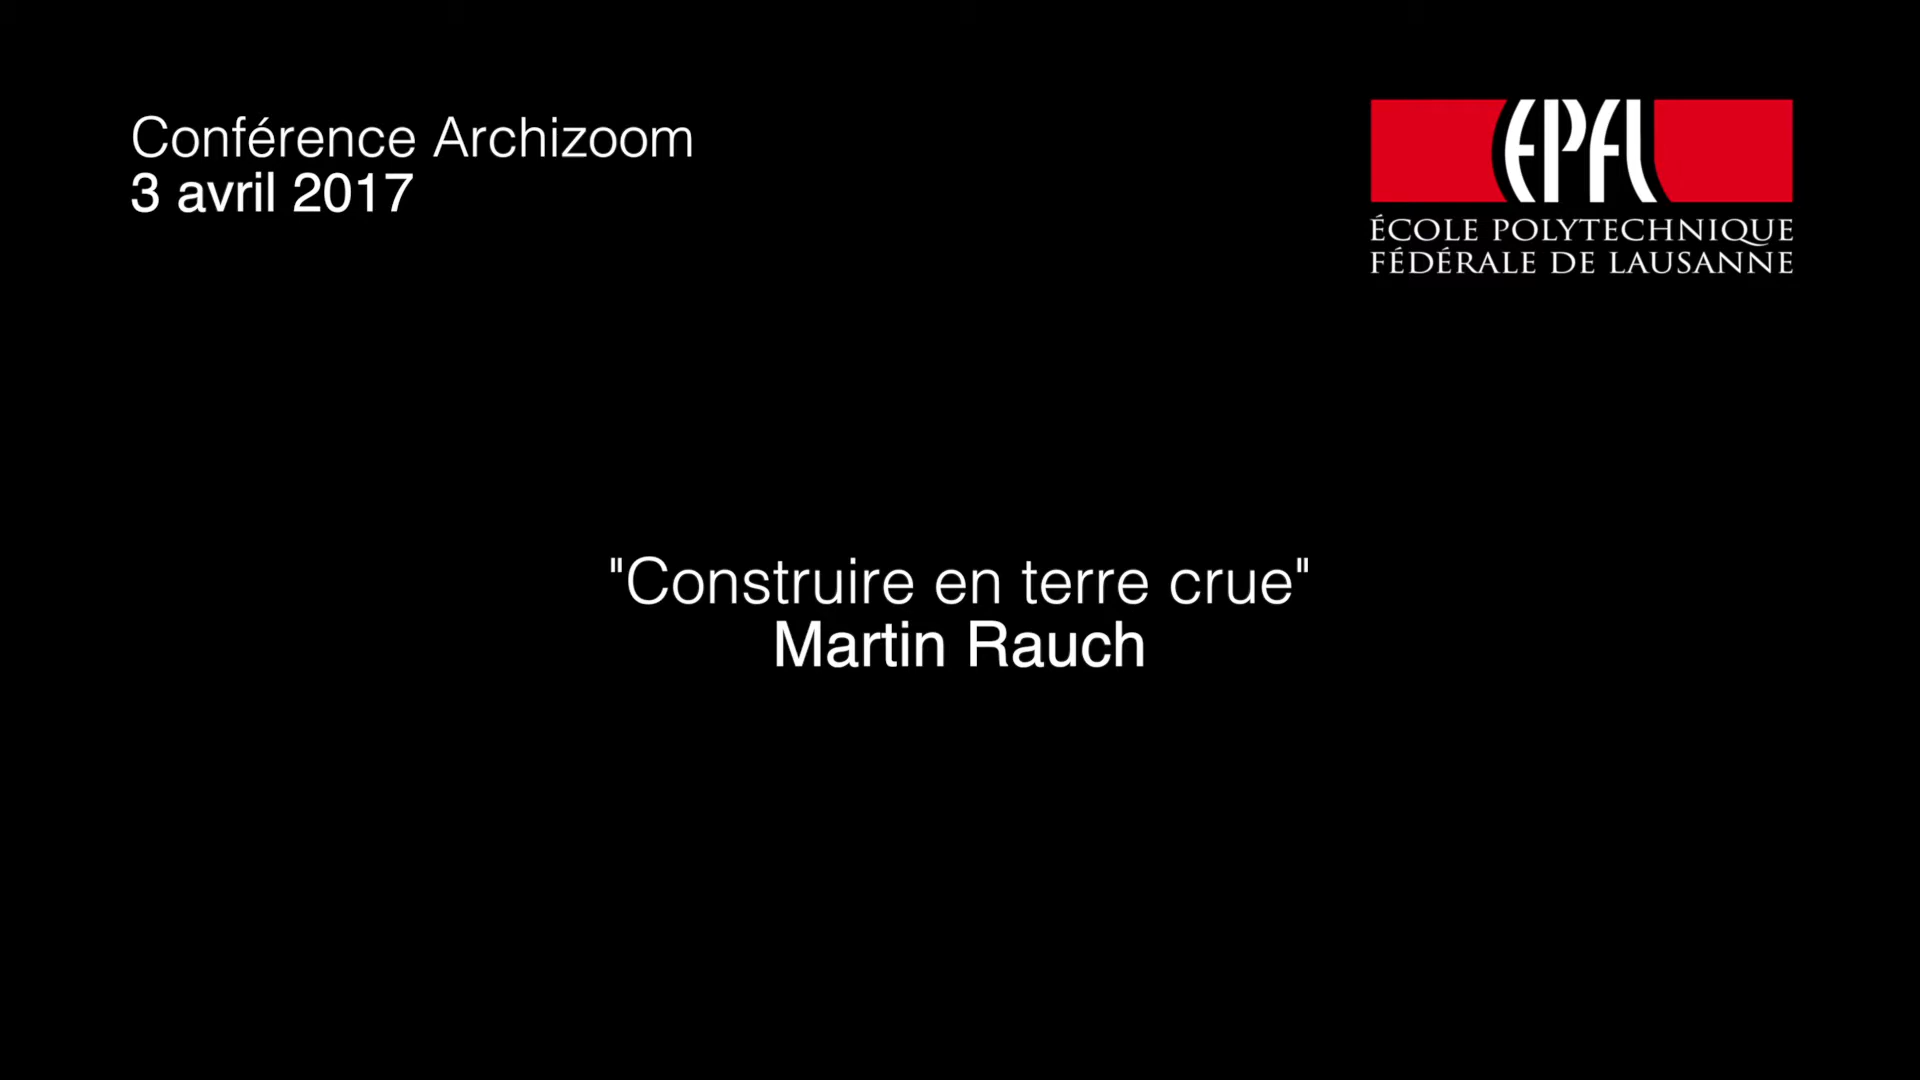 Conférence Archizoom
3 avril 2017
EPFL
ÉCOLE POLYTECHNIQUE
FÉDÉRALE DE LAUSANNE
"Construire en terre crue"
Martin Rauch